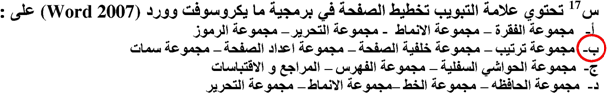 س17 تحتوي علامة التبويب تخطيط الصفحة في برمجية ما يكروسوفت وورد (Word 2007) على :
أ- مجموعة الفقرة – مجموعة الانماط - مجموعة التحرير– مجموعة الرموز
ب- مجموعة ترتيب – مجموعة خلفية الصفحة – مجموعة اعداد الصفحة – مجموعة سمات
ج- مجموعة الحواشي السفلية – مجموعة الفهرس – المراجع و الاقتباسات
د- مجموعة الحافظه – مجموعة الخط–مجموعة الانماط– مجموعة التحرير